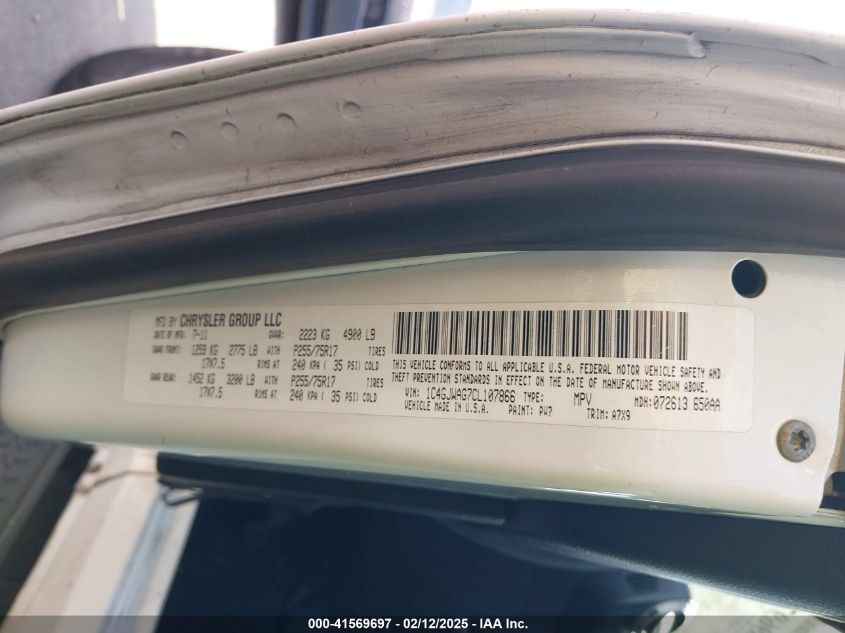 MFD BY CHRYSLER GROUP LLC
DATE OF MFR: 7-11 GVWR: 2223 KG 4900 LB
GAWR FRONT: 1259 KG 2775 LB WITH P255/75R17 TIRES
17X7.5 RIMS AT 240 KPA ( 35 PSI) COLD
GAWR REAR: 1452 KG 3200 LB WITH P255/75R17 TIRES
17X7.5 RIMS AT 240 KPA ( 35 PSI) COLD
THIS VEHICLE CONFORMS TO ALL APPLICABLE U.S.A. FEDERAL MOTOR VEHICLE SAFETY AND
THEFT PREVENTION STANDARDS IN EFFECT ON THE DATE OF MANUFACTURE SHOWN ABOVE.
VIN: 1C4GJWAG7CL107866 TYPE: MPV MDH: 072613 650AA
VEHICLE MADE IN U.S.A. PAINT: PW7 TRIM: A7X9
000-41569697 - 02/12/2025 - © IAA Inc.